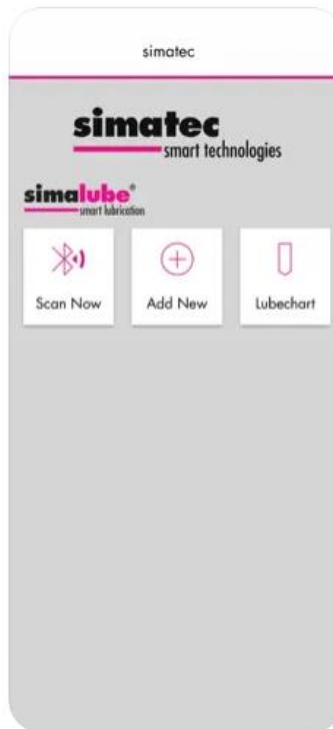 simatec
simatec
smart technologies
simalube®
smart lubrication
Scan Now
Add New
Lubechart